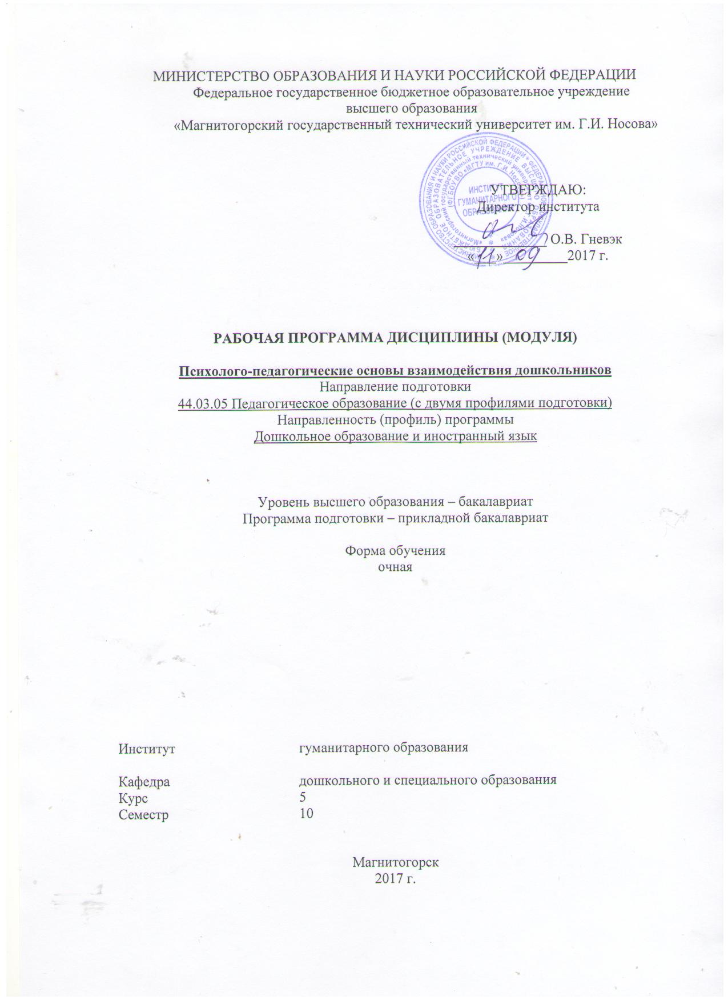 МИНИСТЕРСТВО ОБРАЗОВАНИЯ И НАУКИ РОССИЙСКОЙ ФЕДЕРАЦИИ
Федеральное государственное бюджетное образовательное учреждение
высшего образования
«Магнитогорский государственный технический университет им. Г.И. Носова»
ИНСТИТУТ
ГУМАНИТАРНОГО
ОБРАЗОВАНИЯ
УТВЕРЖДАЮ:
Директор института
О.В. Гневэк
«11» 09 2017 г.
РАБОЧАЯ ПРОГРАММА ДИСЦИПЛИНЫ (МОДУЛЯ)
Психолого-педагогические основы взаимодействия дошкольников
Направление подготовки
44.03.05 Педагогическое образование (с двумя профилями подготовки)
Направленность (профиль) программы
Дошкольное образование и иностранный язык
Уровень высшего образования – бакалавриат
Программа подготовки – прикладной бакалавриат
Форма обучения
очная
Институт гуманитарного образования
Кафедра дошкольного и специального образования
Курс 5
Семестр 10
Магнитогорск
2017 г.